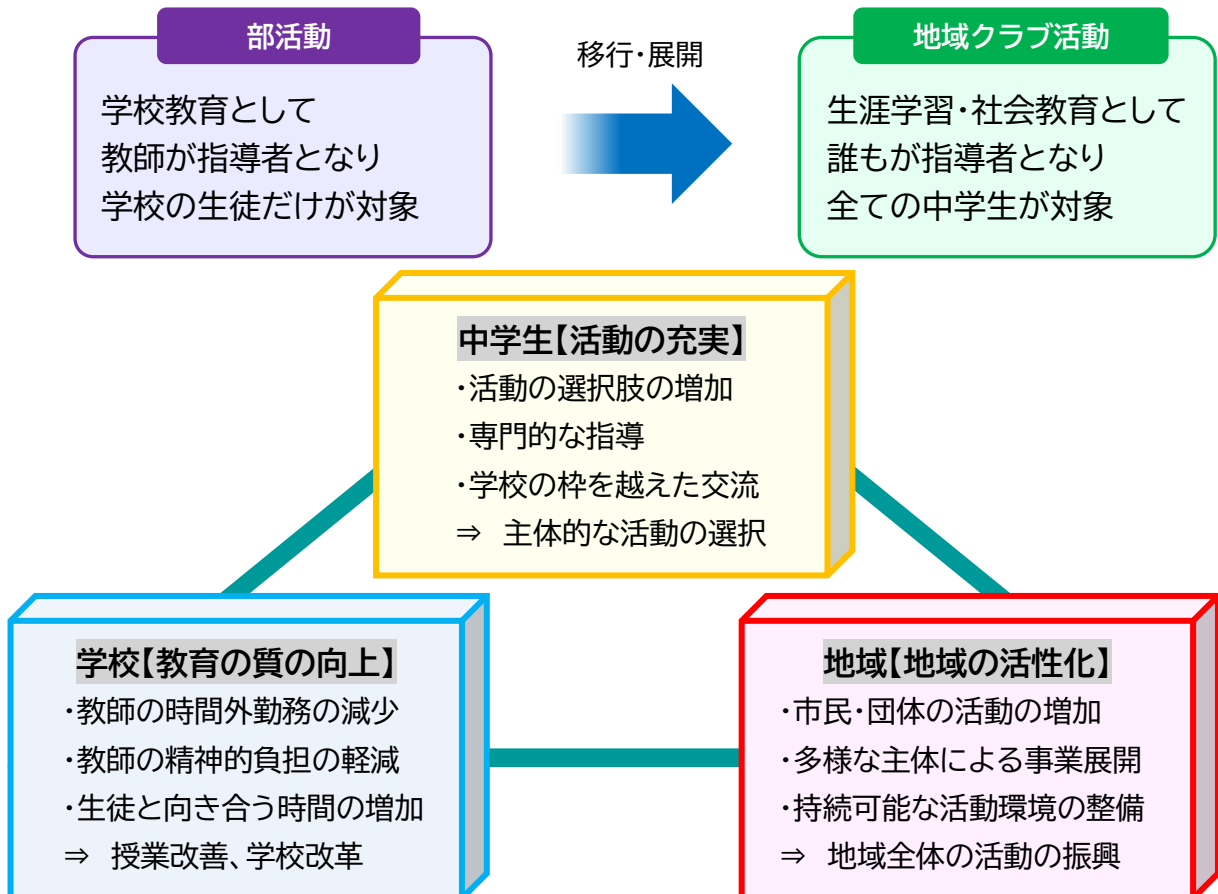 部活動
学校教育として
教師が指導者となり
学校の生徒だけが対象
移行・展開
地域クラブ活動
生涯学習・社会教育として
誰もが指導者となり
全ての中学生が対象
中学生【活動の充実】
・活動の選択肢の増加
・専門的な指導
・学校の枠を越えた交流
⇒ 主体的な活動の選択
学校【教育の質の向上】
・教師の時間外勤務の減少
・教師の精神的負担の軽減
・生徒と向き合う時間の増加
⇒ 授業改善、学校改革
地域【地域の活性化】
・市民・団体の活動の増加
・多様な主体による事業展開
・持続可能な活動環境の整備
⇒ 地域全体の活動の振興